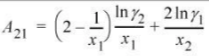 A₂₁ = (2 − 1/x₁) ln γ₂/x₁ + 2 ln γ₁/x₂